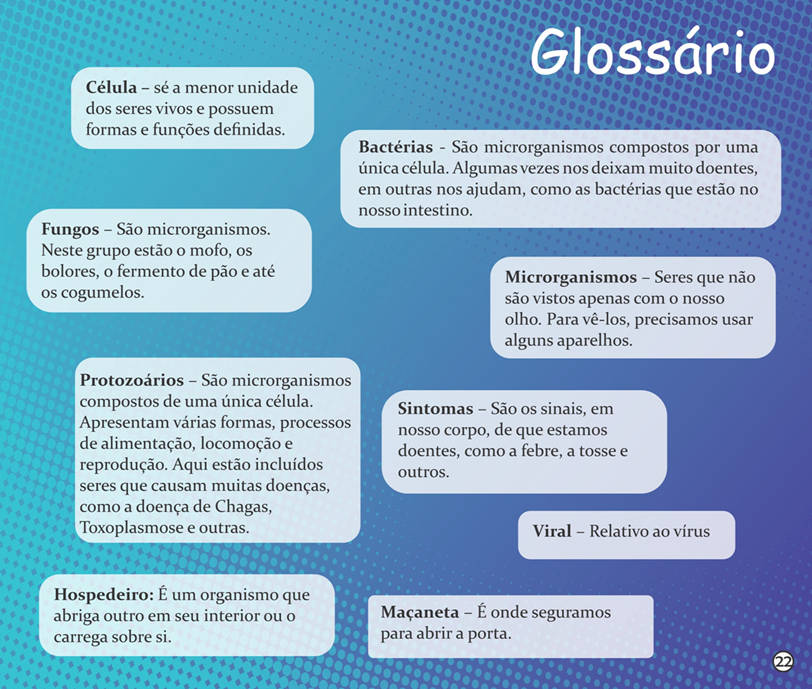 Glossário
Célula – sé a menor unidade
dos seres vivos e possuem
formas e funções definidas.
Bactérias - São microrganismos compostos por uma
única célula. Algumas vezes nos deixam muito doentes,
em outras nos ajudam, como as bactérias que estão no
nosso intestino.
Fungos – São microrganismos.
Neste grupo estão o mofo, os
bolores, o fermento de pão e até
os cogumelos.
Microrganismos – Seres que não
são vistos apenas com o nosso
olho. Para vê-los, precisamos usar
alguns aparelhos.
Protozoários – São microrganismos
compostos de uma única célula.
Apresentam várias formas, processos
de alimentação, locomoção e
reprodução. Aqui estão incluídos
seres que causam muitas doenças,
como a doença de Chagas,
Toxoplasmose e outras.
Sintomas – São os sinais, em
nosso corpo, de que estamos
doentes, como a febre, a tosse e
outros.
Viral – Relativo ao vírus
Hospedeiro: É um organismo que
abriga outro em seu interior ou o
carrega sobre si.
Maçaneta – É onde seguramos
para abrir a porta.
22